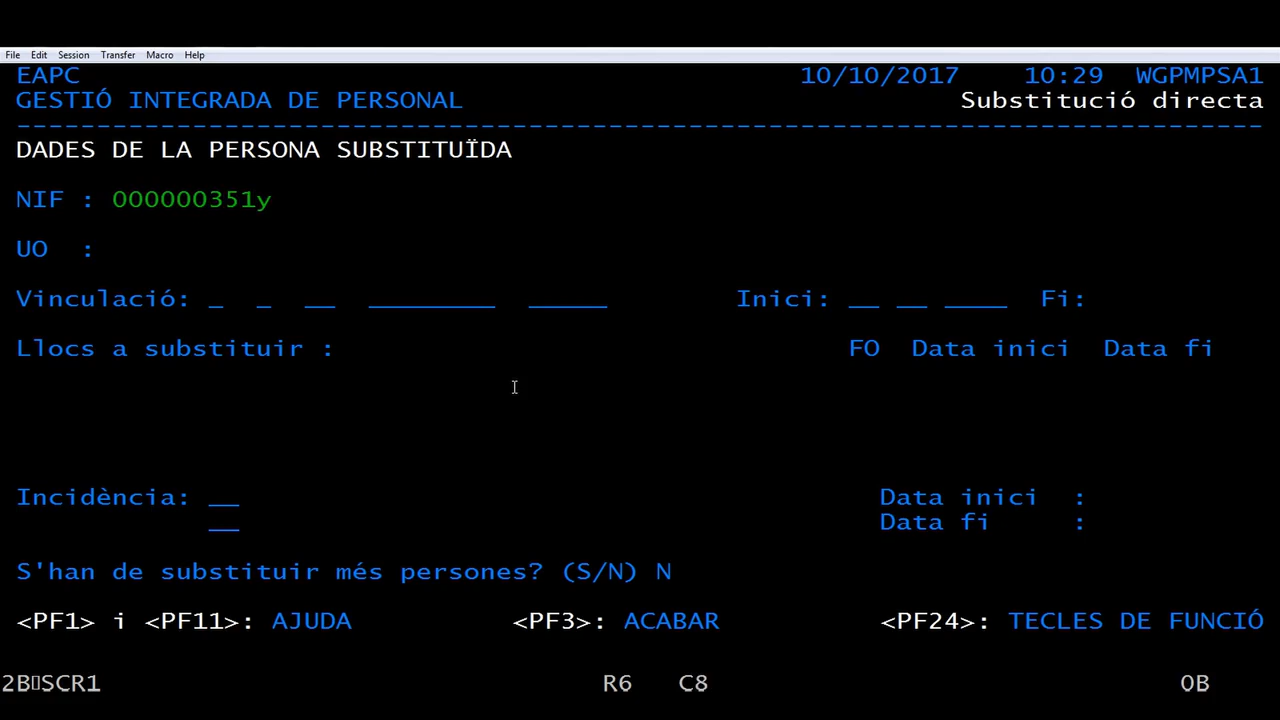 File Edit Session Transfer Macro Help
EAPC 10/10/2017 10:29 WGPMPSA1
GESTIÓ INTEGRADA DE PERSONAL Substitució directa
------------------------------------------------------------------------------
DADES DE LA PERSONA SUBSTITUÏDA
NIF : 000000351y
UO :
Vinculació: _ _ __ ________ _____ Inici: __ __ ____ Fi:
Llocs a substituir : FO Data inici Data fi
Incidència: __ Data inici :
__ Data fi :
S'han de substituir més persones? (S/N) N
<PF1> i <PF11>: AJUDA <PF3>: ACABAR <PF24>: TECLES DE FUNCIÓ
2B▯SCR1 R6 C8 0B